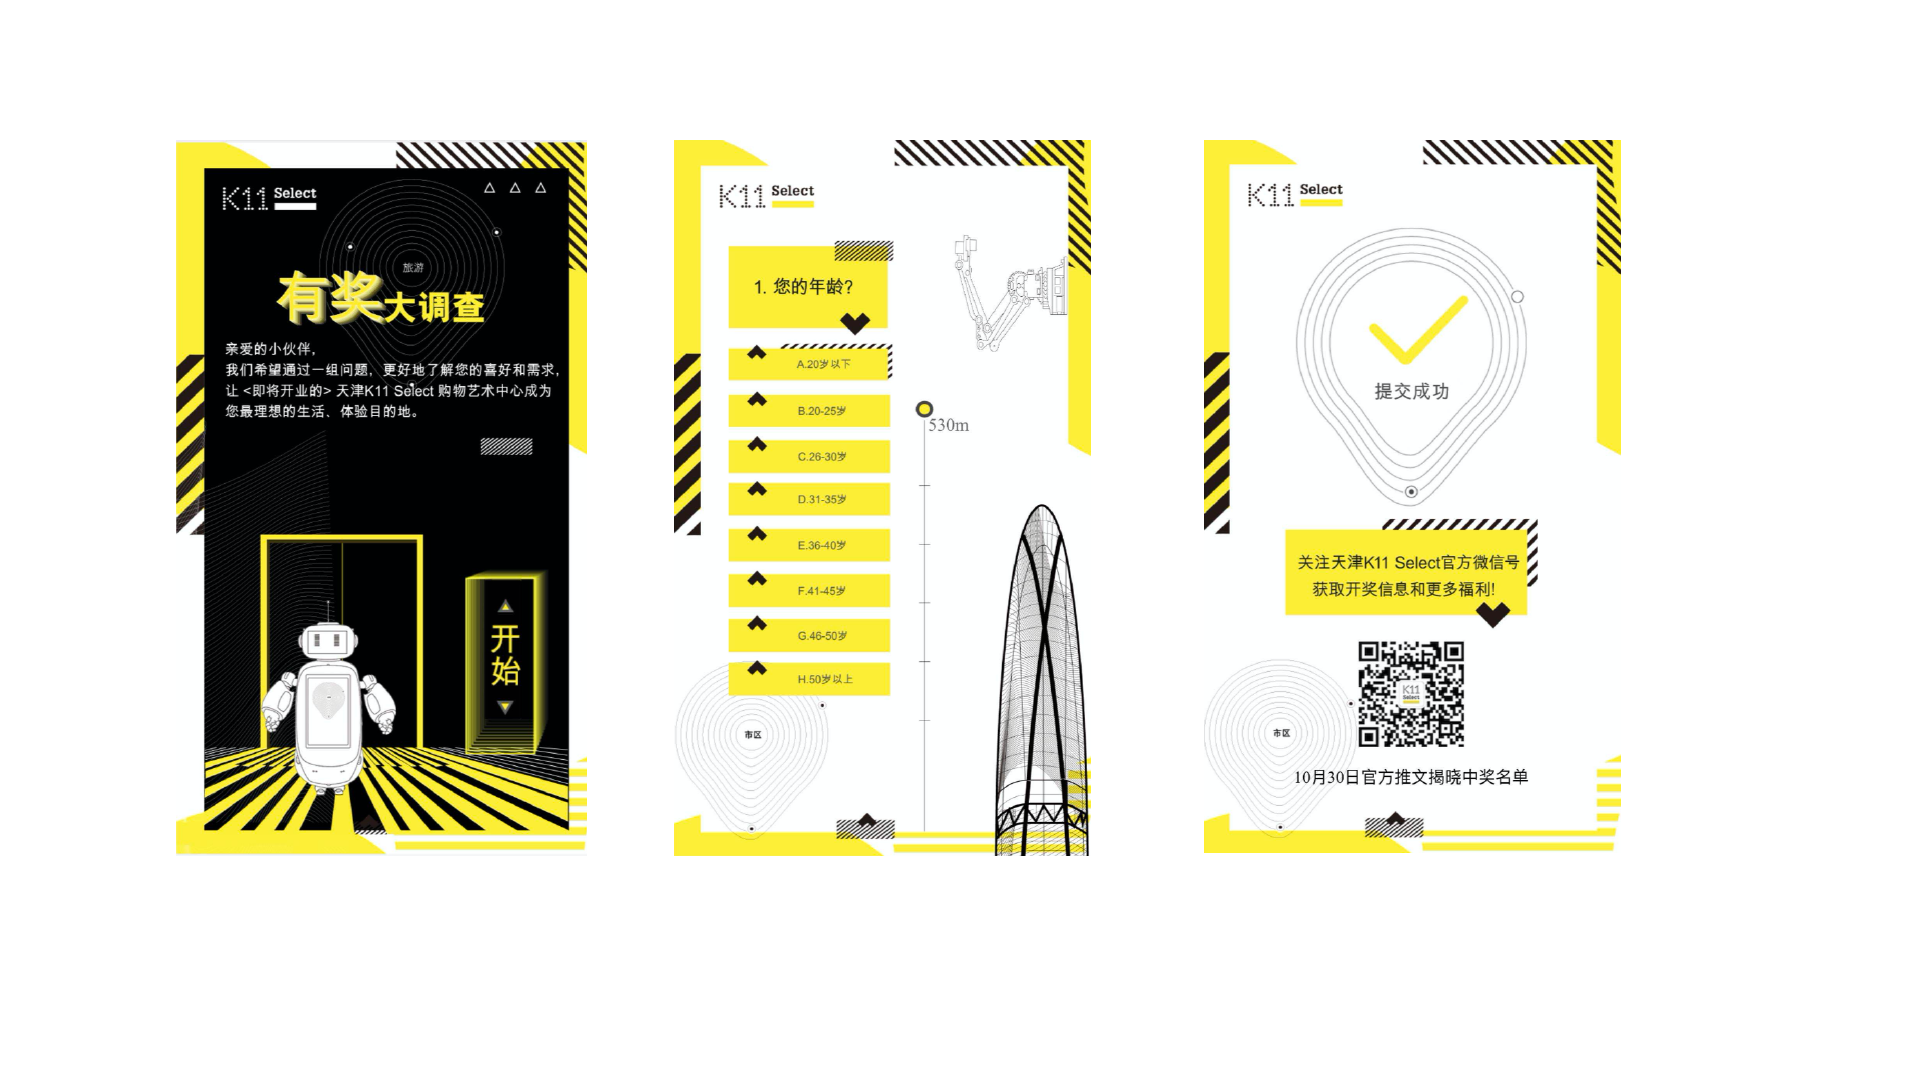 K11 Select
旅游
有奖大调查
亲爱的小伙伴,
我们希望通过一组问题, 更好地了解您的喜好和需求,
让 <即将开业的> 天津K11 Select 购物艺术中心成为
您最理想的生活、体验目的地。
开始
K11 Select
1. 您的年龄?
A.20岁以下
B.20-25岁
C.26-30岁
D.31-35岁
E.36-40岁
F.41-45岁
G.46-50岁
H.50岁以上
530m
市区
K11 Select
提交成功
关注天津K11 Select官方微信号
获取开奖信息和更多福利!
K11
Select
市区
10月30日官方推文揭晓中奖名单